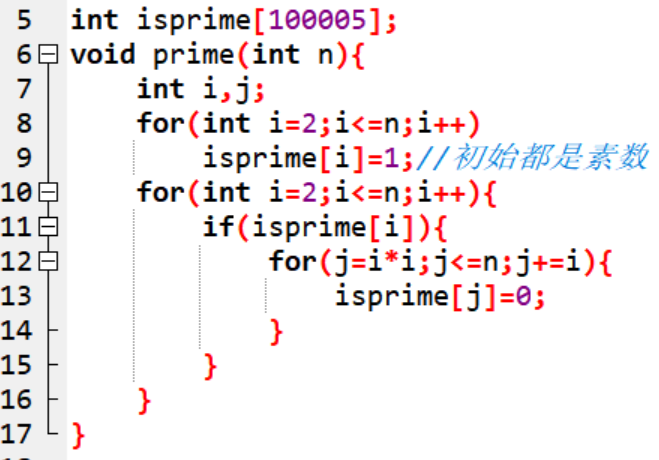 5 int isprime[100005];
6 void prime(int n){
7 int i,j;
8 for(int i=2;i<=n;i++)
9 isprime[i]=1;//初始都是素数
10 for(int i=2;i<=n;i++){
11 if(isprime[i]){
12 for(j=i*i;j<=n;j+=i){
13 isprime[j]=0;
14 }
15 }
16 }
17 }